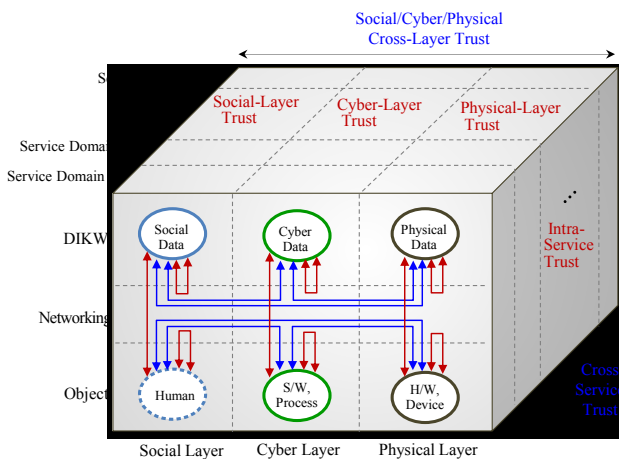 Social/Cyber/Physical
Cross-Layer Trust
Social-Layer
Trust
Cyber-Layer
Trust
Physical-Layer
Trust
Service
Service Domain
DIKW
Networking
Object
Social
Data
Cyber
Data
Physical
Data
...
Intra-
Service
Trust
Human
S/W,
Process
H/W,
Device
Cross
Service
Trust
Social Layer
Cyber Layer
Physical Layer